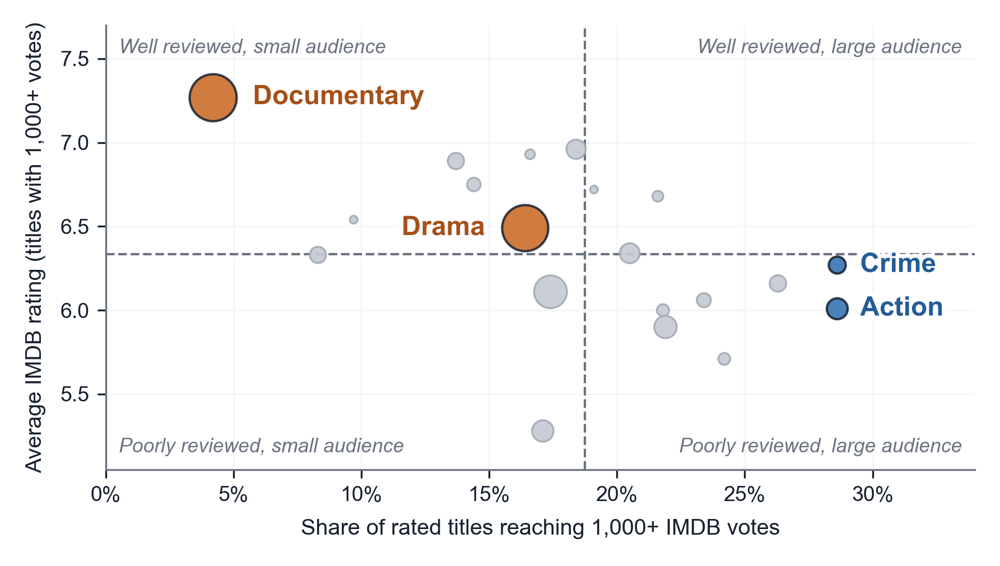 Average IMDB rating (titles with 1,000+ votes)
Well reviewed, small audience
Well reviewed, large audience
7.5
Documentary
7.0
6.5
Drama
Crime
6.0
Action
5.5
Poorly reviewed, small audience
Poorly reviewed, large audience
0%
5%
10%
15%
20%
25%
30%
Share of rated titles reaching 1,000+ IMDB votes